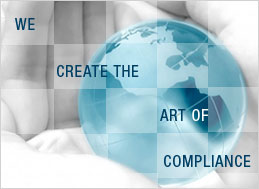 WE
CREATE THE
ART OF
COMPLIANCE